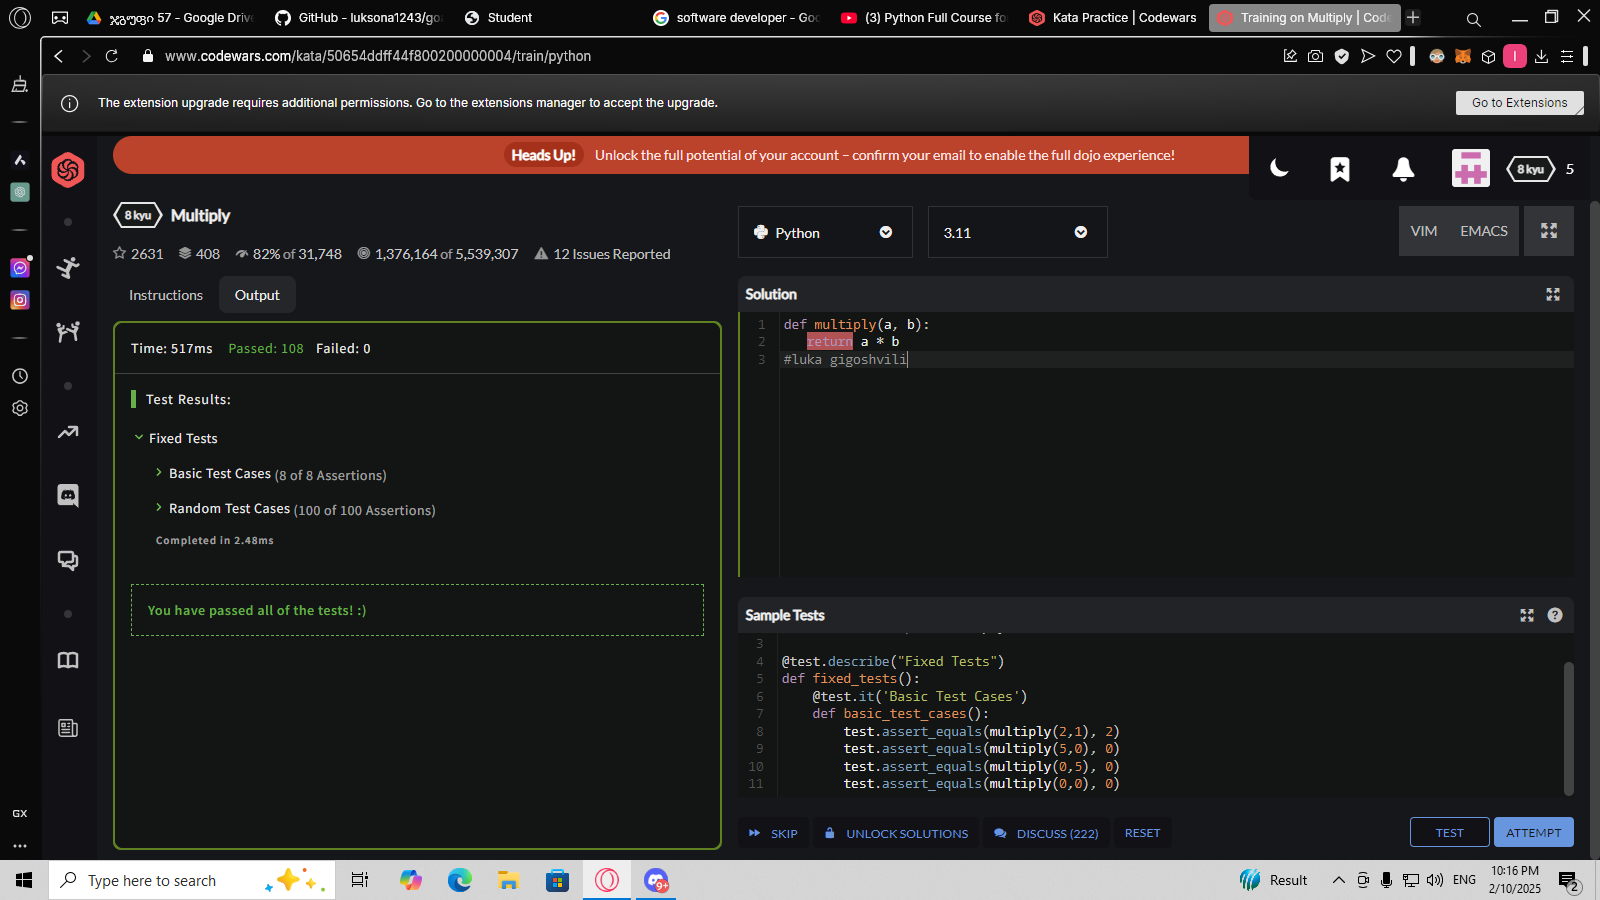 ჯგუფი 57 - Google Drive
GitHub - luksona1243/go
Student
software developer - Goo
(3) Python Full Course fo
Kata Practice | Codewars
Training on Multiply | Code
www.codewars.com/kata/50654ddff44f800200000004/train/python
The extension upgrade requires additional permissions. Go to the extensions manager to accept the upgrade.
Go to Extensions
Heads Up! Unlock the full potential of your account – confirm your email to enable the full dojo experience!
8 kyu 5
8 kyu Multiply
2631 408 82% of 31,748 1,376,164 of 5,539,307 12 Issues Reported
Instructions Output
Time: 517ms Passed: 108 Failed: 0
Test Results:
Fixed Tests
Basic Test Cases (8 of 8 Assertions)
Random Test Cases (100 of 100 Assertions)
Completed in 2.48ms
You have passed all of the tests! :)
Python 3.11
VIM EMACS
Solution
1 def multiply(a, b):
2 return a * b
3 #luka gigoshvili
Sample Tests
3
4 @test.describe("Fixed Tests")
5 def fixed_tests():
6 @test.it('Basic Test Cases')
7 def basic_test_cases():
8 test.assert_equals(multiply(2,1), 2)
9 test.assert_equals(multiply(5,0), 0)
10 test.assert_equals(multiply(0,5), 0)
11 test.assert_equals(multiply(0,0), 0)
SKIP UNLOCK SOLUTIONS DISCUSS (222) RESET TEST ATTEMPT
GX
Type here to search
9+
Result
ENG
10:16 PM
2/10/2025
2